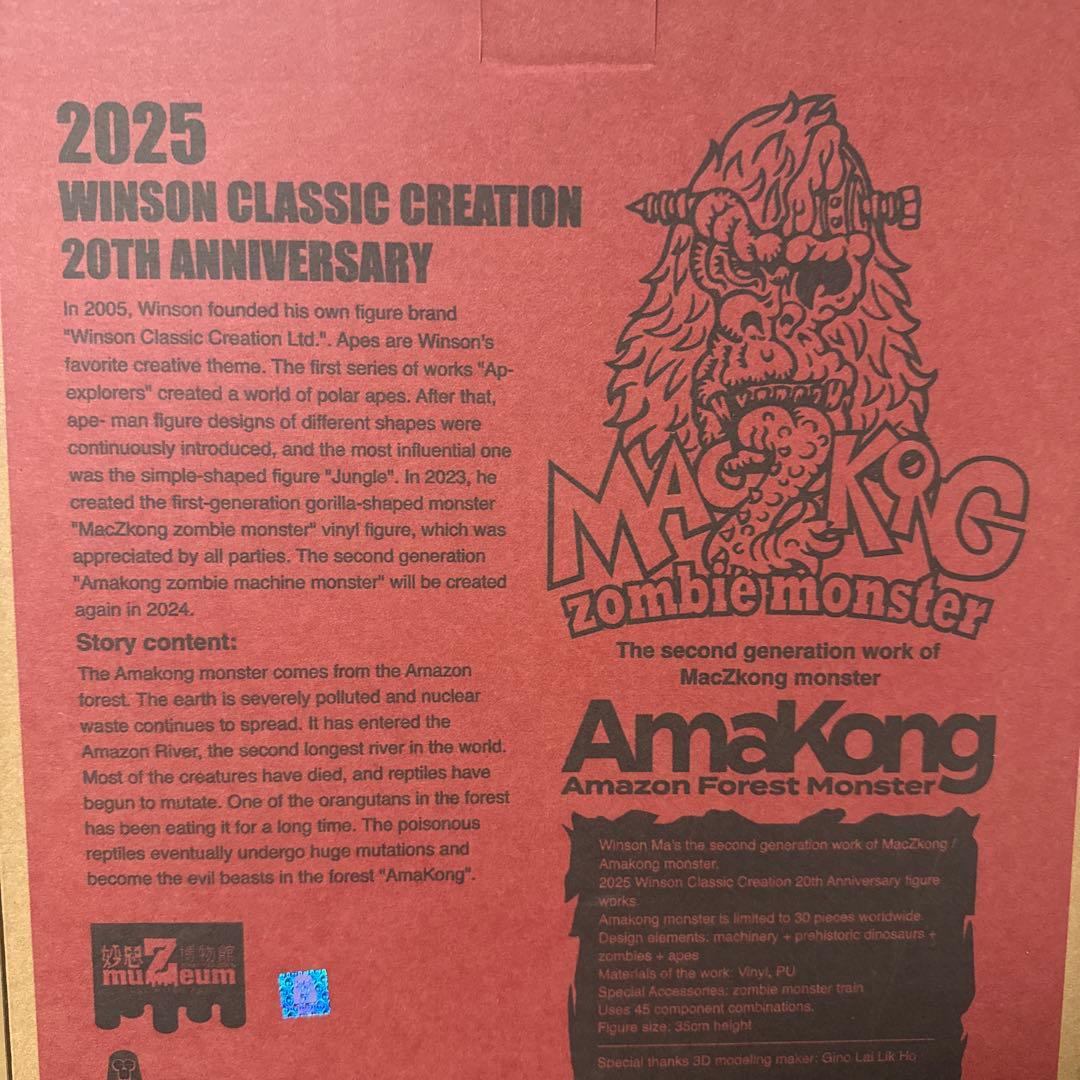 2025
WINSON CLASSIC CREATION
20TH ANNIVERSARY
In 2005, Winson founded his own figure brand
"Winson Classic Creation Ltd.". Apes are Winson's
favorite creative theme. The first series of works "Ap-
explorers" created a world of polar apes. After that,
ape- man figure designs of different shapes were
continuously introduced, and the most influential one
was the simple-shaped figure "Jungle". In 2023, he
created the first-generation gorilla-shaped monster
"MacZkong zombie monster" vinyl figure, which was
appreciated by all parties. The second generation
"Amakong zombie machine monster" will be created
again in 2024.
Story content:
The Amakong monster comes from the Amazon
forest. The earth is severely polluted and nuclear
waste continues to spread. It has entered the
Amazon River, the second longest river in the world.
Most of the creatures have died, and reptiles have
begun to mutate. One of the orangutans in the forest
has been eating it for a long time. The poisonous
reptiles eventually undergo huge mutations and
become the evil beasts in the forest "AmaKong".
muZeum
博物館
MACZKONG
zombie monster
The second generation work of
MacZkong monster
AmaKong
Amazon Forest Monster
Winson Ma's the second generation work of MacZkong /
Amakong monster.
2025 Winson Classic Creation 20th Anniversary figure
works.
Amakong monster is limited to 30 pieces worldwide.
Design elements: machinery + prehistoric dinosaurs +
zombies + apes
Materials of the work: Vinyl, PU
Special Accessories: zombie monster train
Uses 45 component combinations.
Figure size: 35cm height
Special thanks 3D modeling maker: Gino Lai Lik Ho